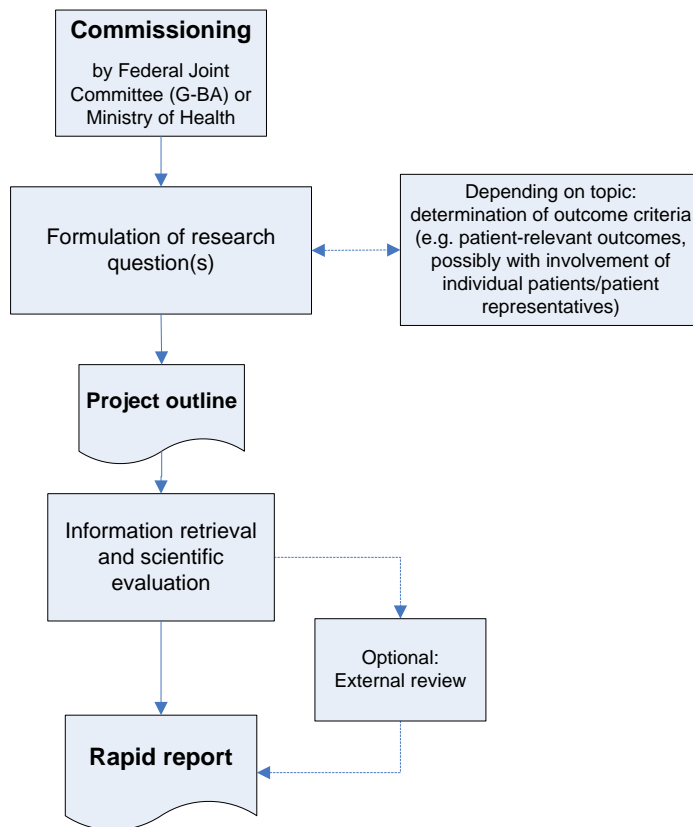 Commissioning
by Federal Joint
Committee (G-BA) or
Ministry of Health
Formulation of research
question(s)
Depending on topic:
determination of outcome criteria
(e.g. patient-relevant outcomes,
possibly with involvement of
individual patients/patient
representatives)
Project outline
Information retrieval
and scientific
evaluation
Optional:
External review
Rapid report